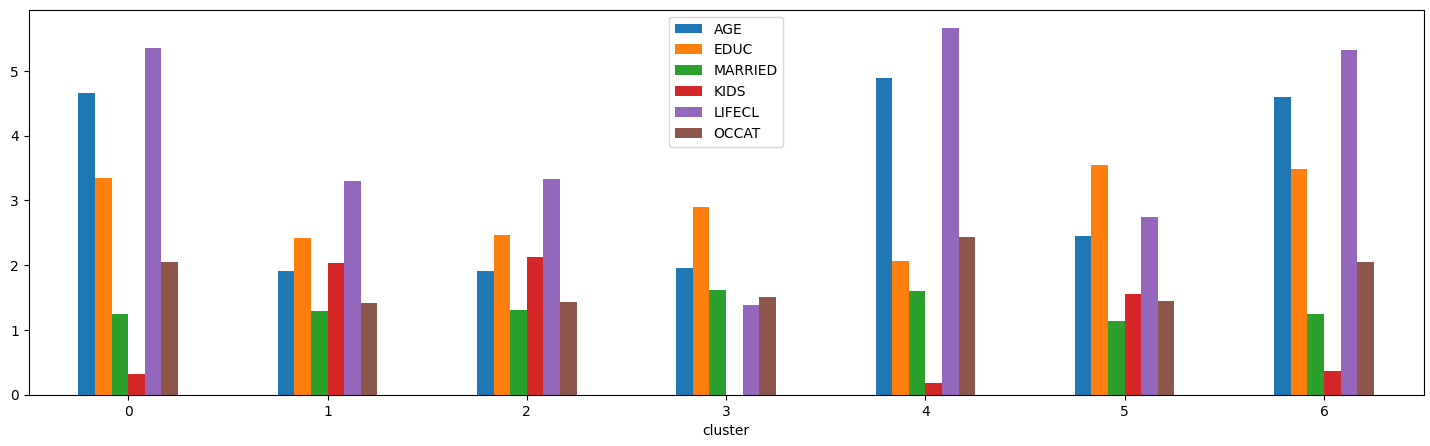 AGE
EDUC
MARRIED
KIDS
LIFECL
OCCAT
5
4
3
2
1
0
0 1 2 3 4 5 6
cluster